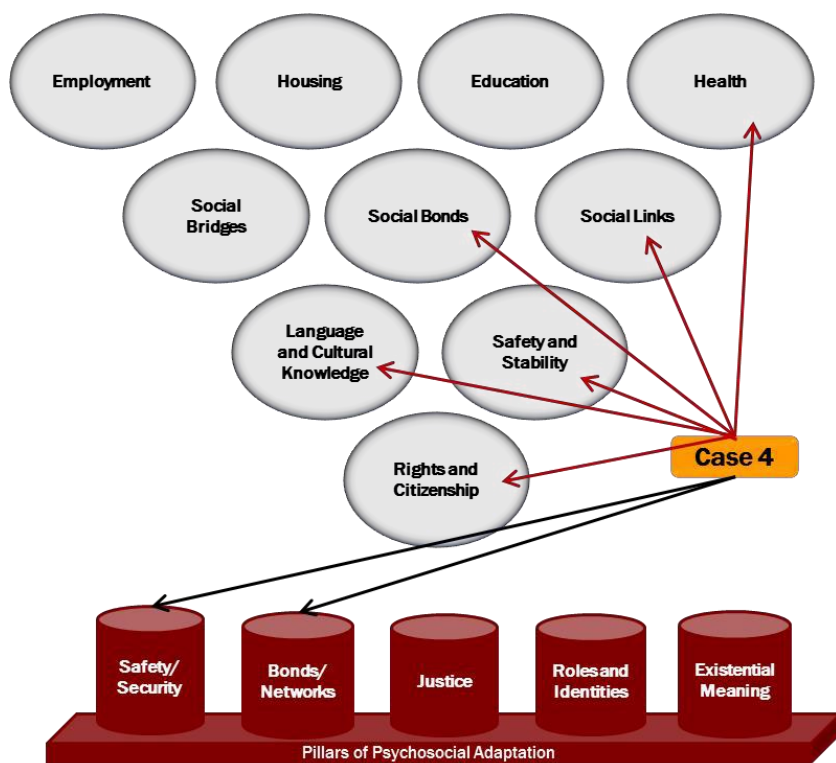 Employment
Housing
Education
Health
Social
Bridges
Social Bonds
Social Links
Language
and Cultural
Knowledge
Safety and
Stability
Rights and
Citizenship
Case 4
Safety/
Security
Bonds/
Networks
Justice
Roles and
Identities
Existential
Meaning
Pillars of Psychosocial Adaptation